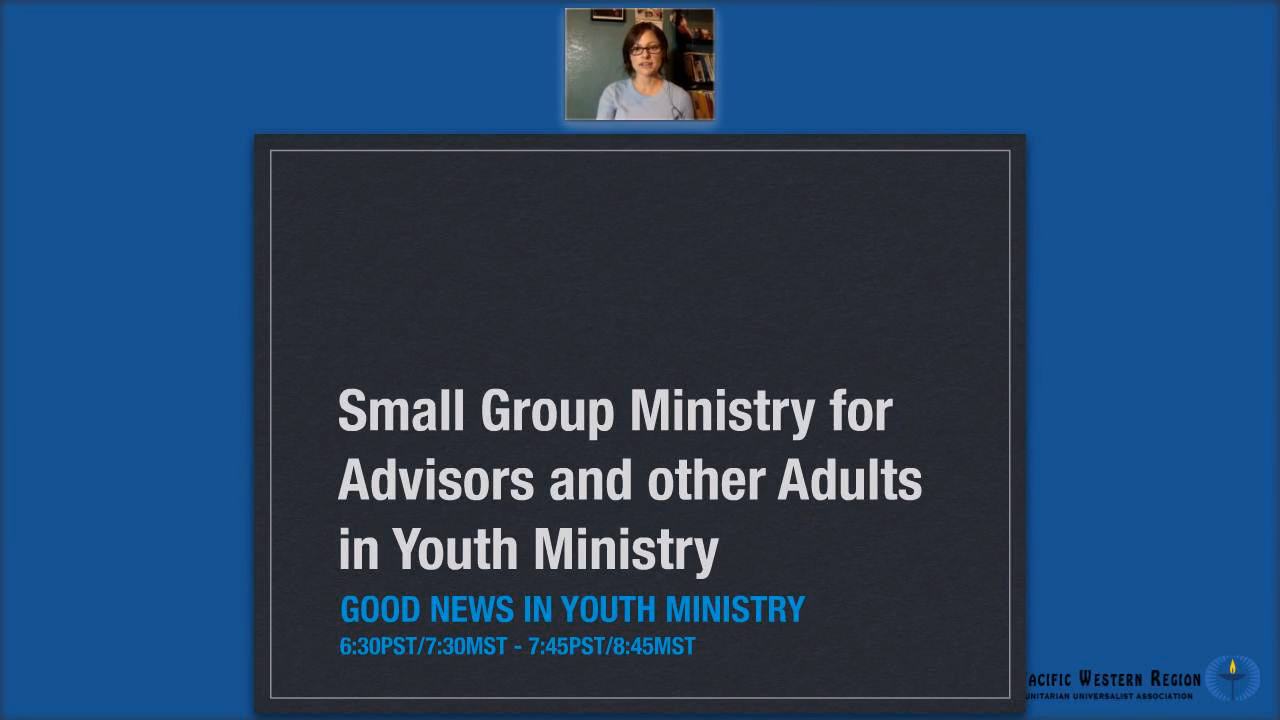 Small Group Ministry for
Advisors and other Adults
in Youth Ministry
GOOD NEWS IN YOUTH MINISTRY
6:30PST/7:30MST - 7:45PST/8:45MST
ACIFIC WESTERN REGION
UNITARIAN UNIVERSALIST ASSOCIATION